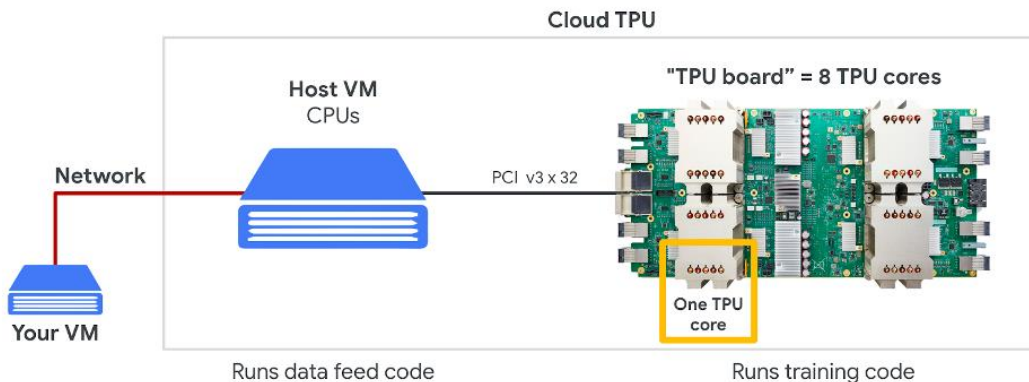 Cloud TPU
Host VM
CPUs
"TPU board” = 8 TPU cores
Network
PCI v3 x 32
Your VM
One TPU
core
Runs data feed code
Runs training code